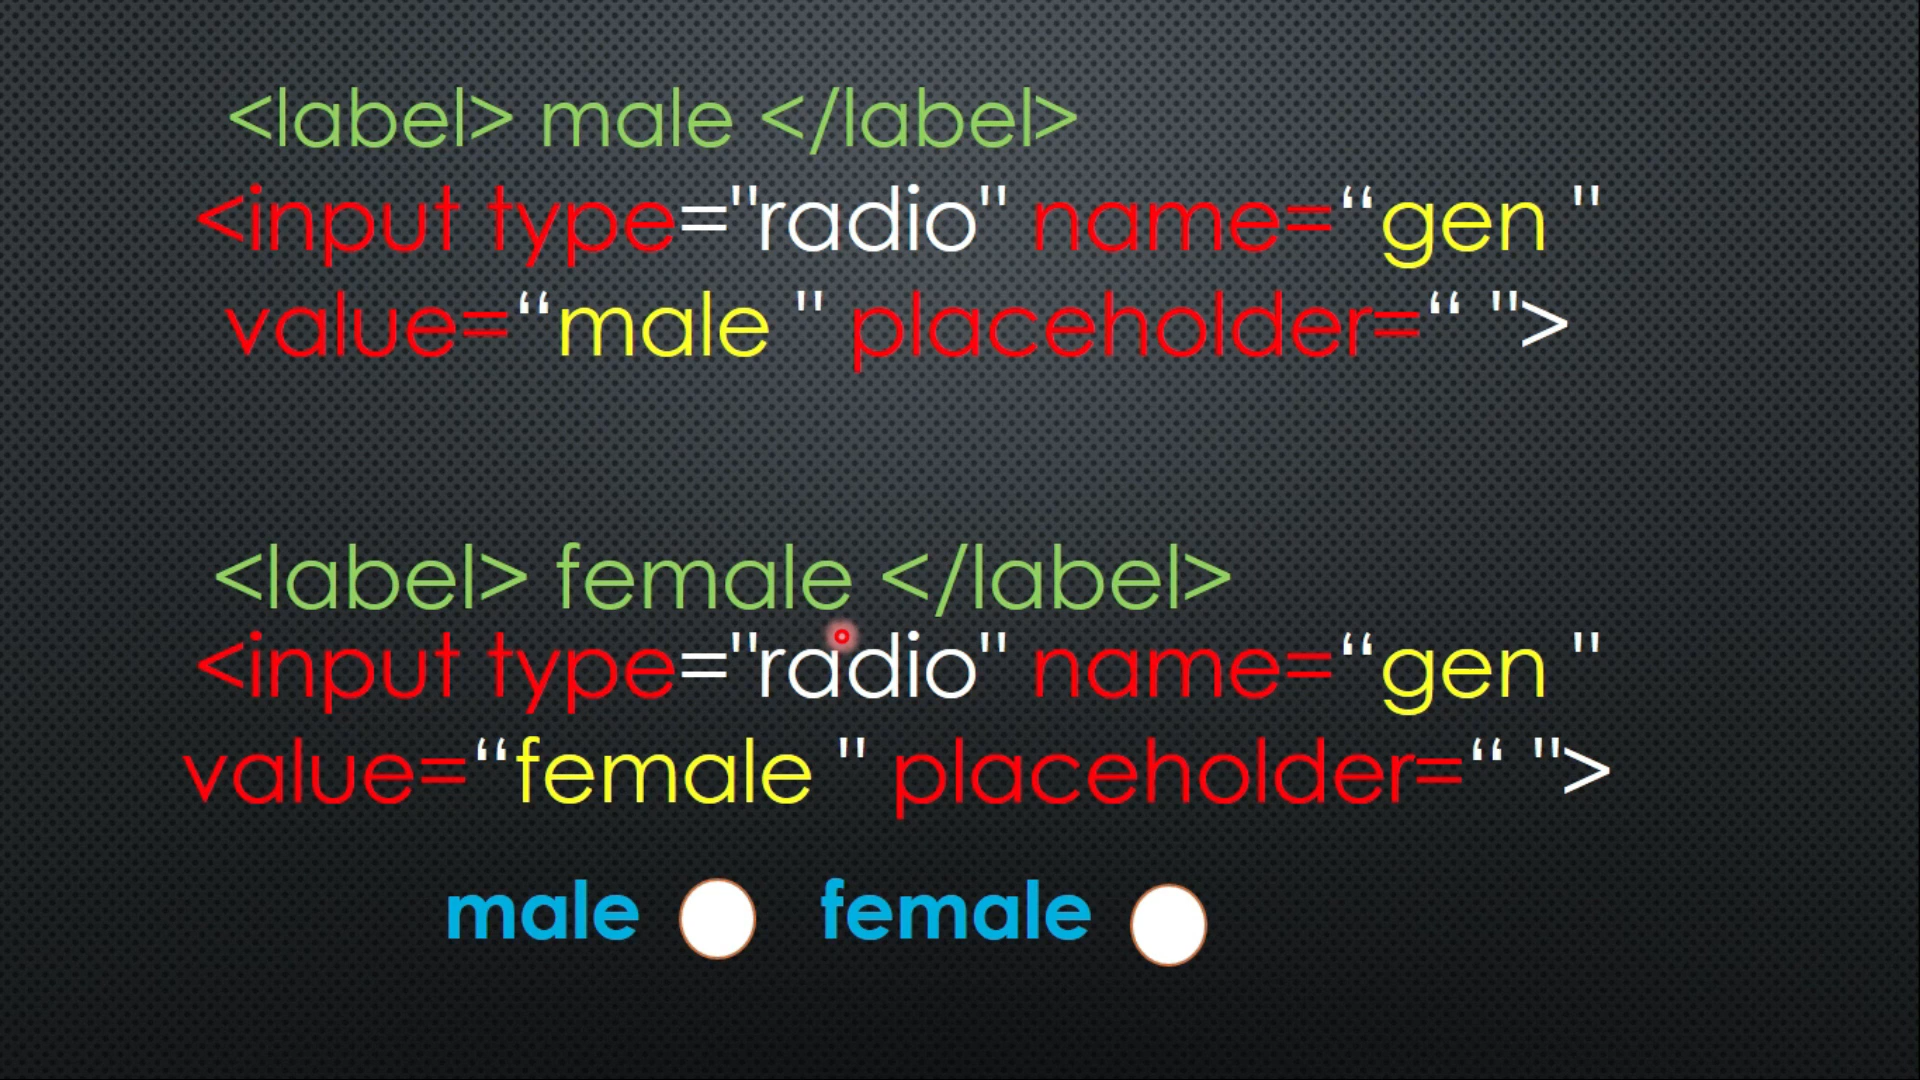 <label> male </label>
<input type="radio" name=“gen "
value=“male " placeholder=“ ">
<label> female </label>
<input type="radio" name=“gen "
value=“female " placeholder=“ ">
male female